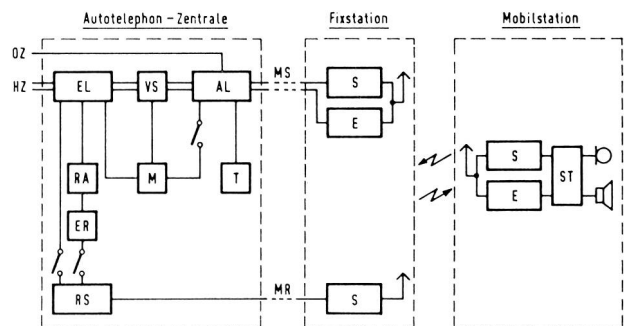 Autotelephon-Zentrale
Fixstation
Mobilstation
OZ
HZ
EL
VS
AL
MS
S
E
S
E
ST
RA
M
T
ER
RS
MR
S